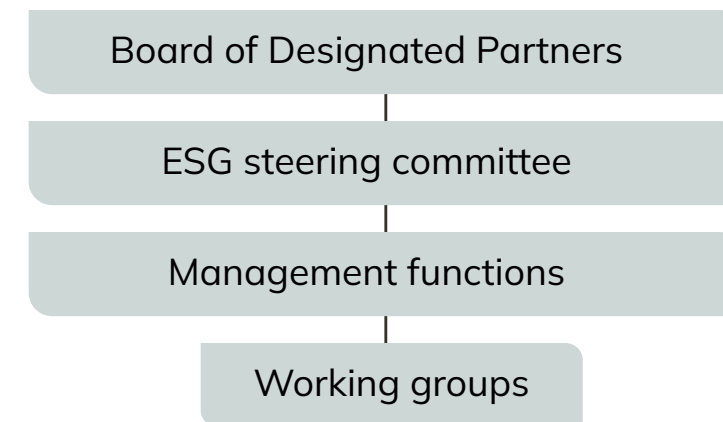 Board of Designated Partners
ESG steering committee
Management functions
Working groups